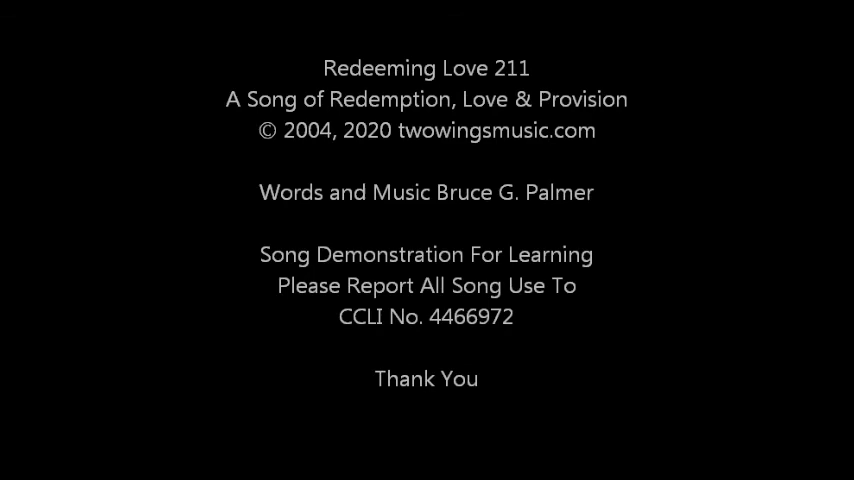 Redeeming Love 211
A Song of Redemption, Love & Provision
© 2004, 2020 twowingsmusic.com
Words and Music Bruce G. Palmer
Song Demonstration For Learning
Please Report All Song Use To
CCLI No. 4466972
Thank You